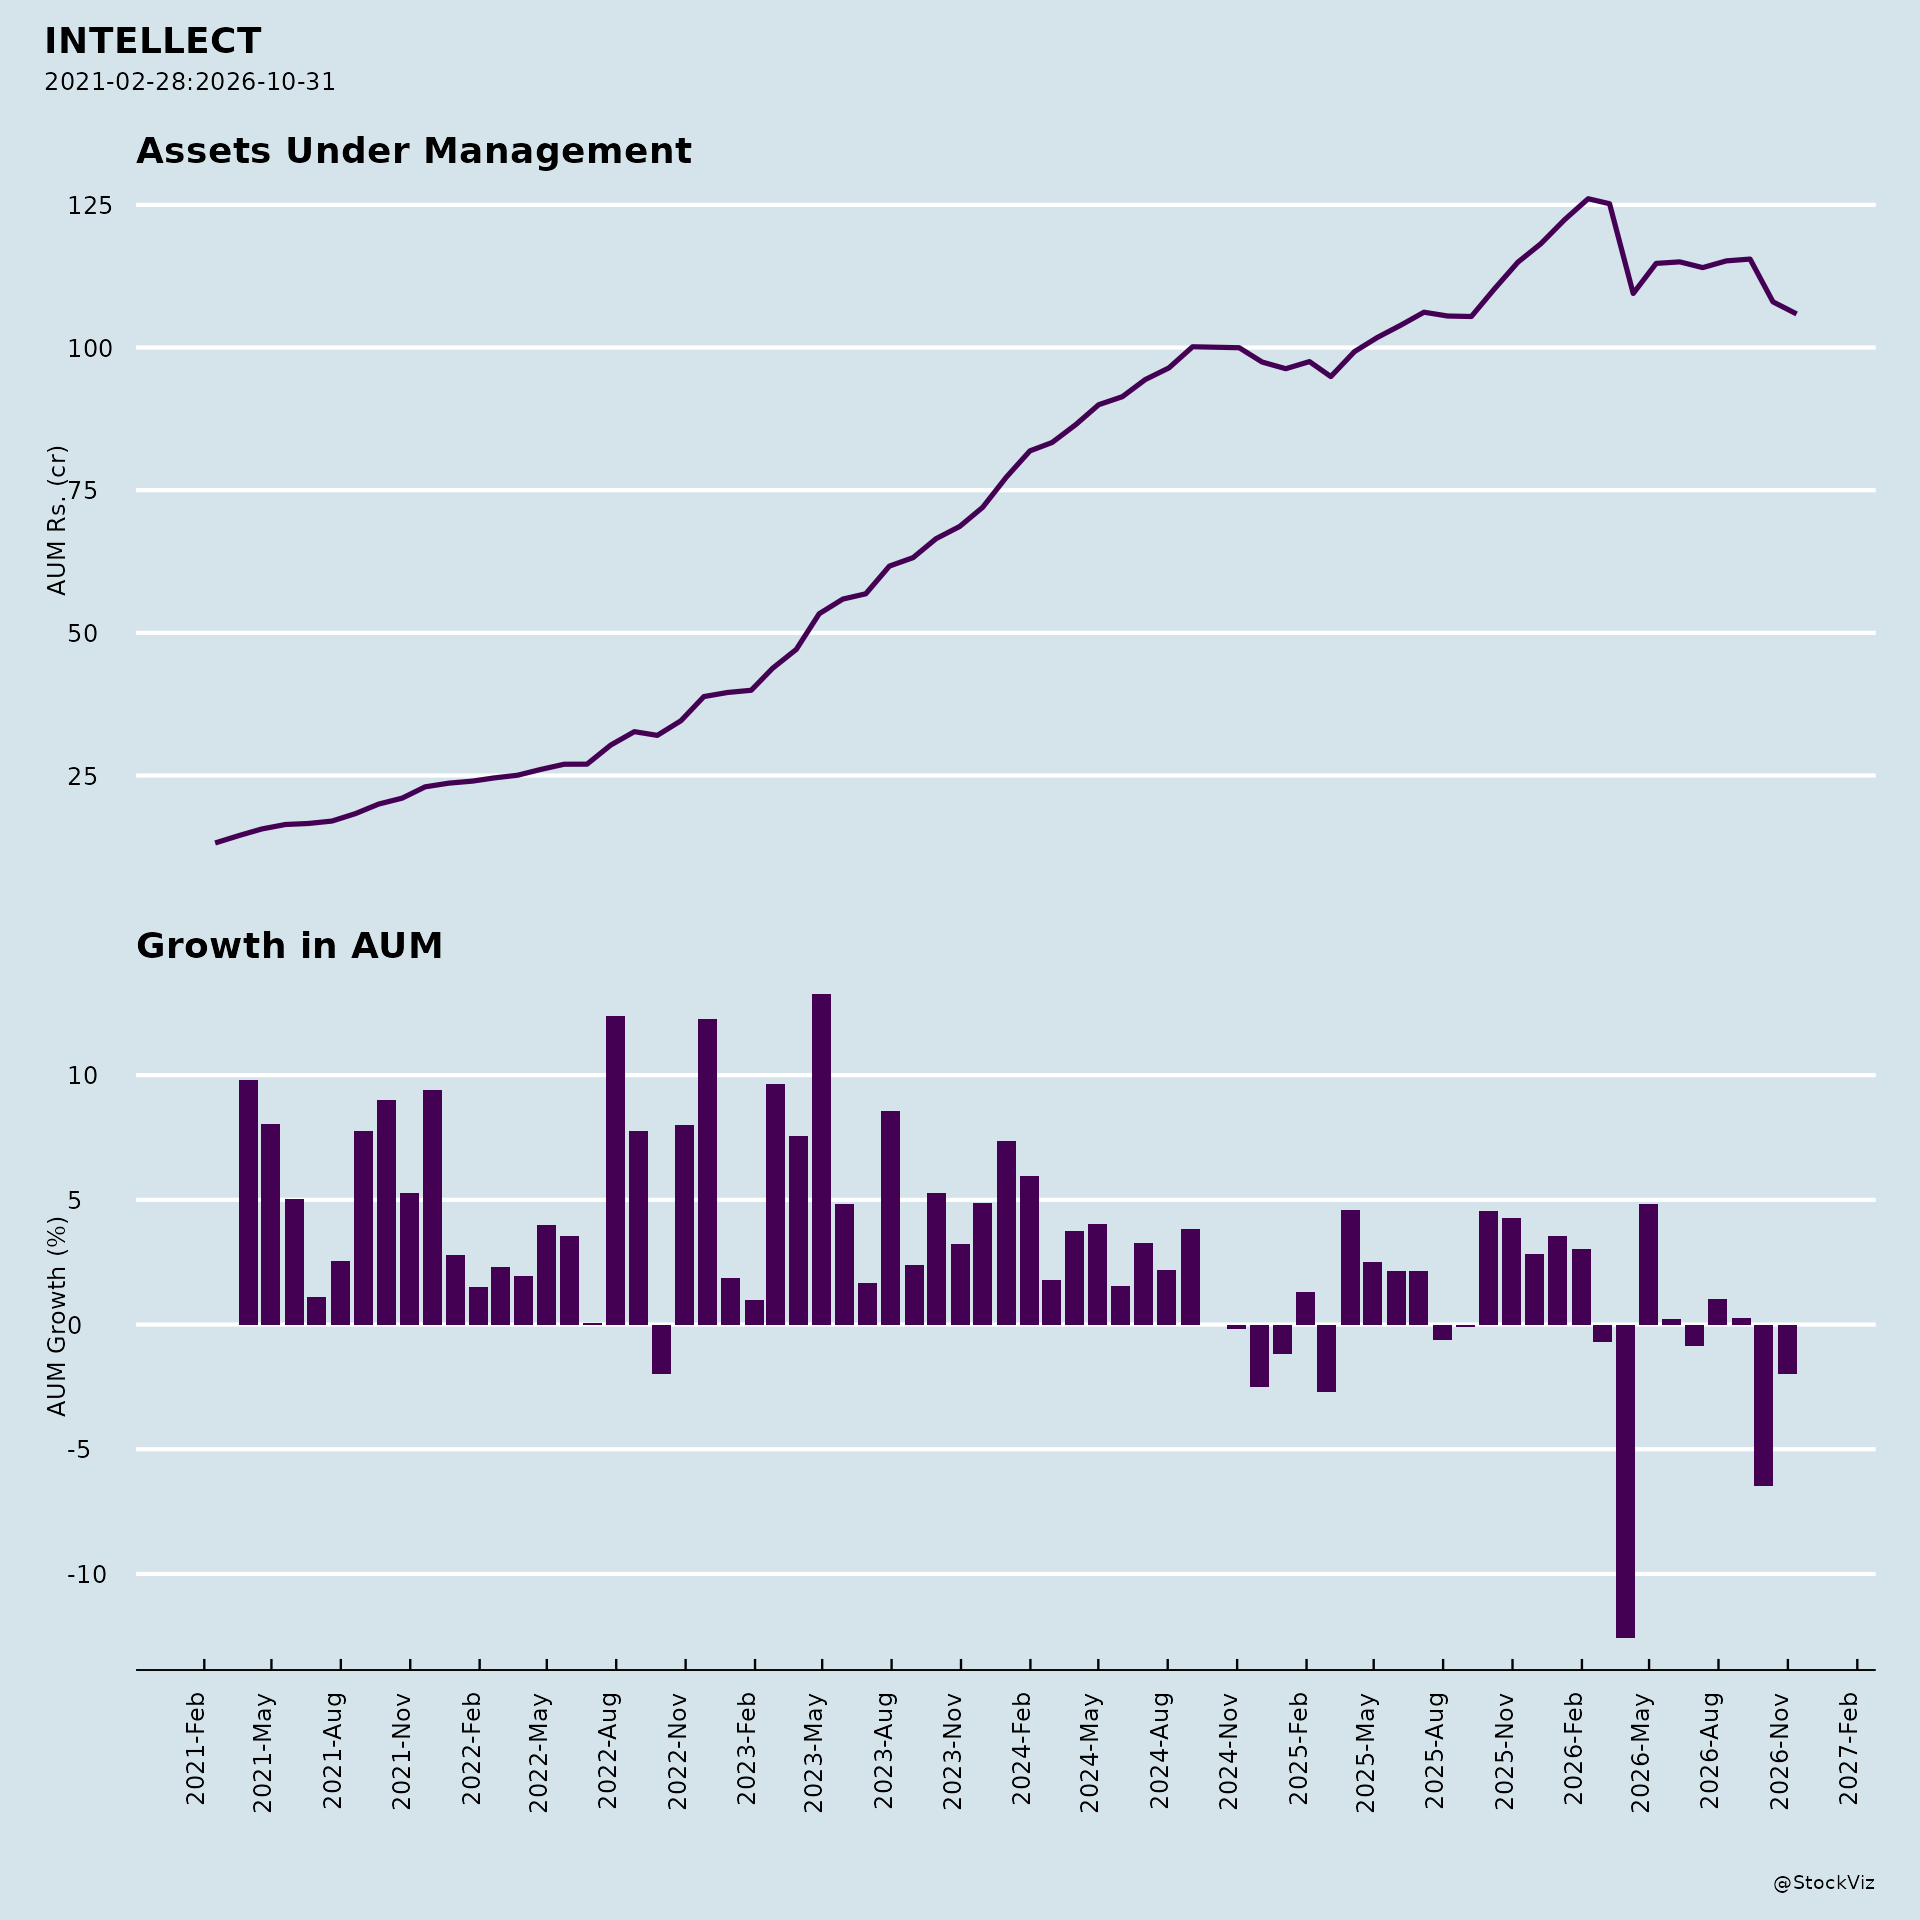 INTELLECT
2021-02-28:2026-10-31
Assets Under Management
AUM Rs. (cr)
125
100
75
50
25
Growth in AUM
AUM Growth (%)
10
5
0
-5
-10
2021-Feb
2021-May
2021-Aug
2021-Nov
2022-Feb
2022-May
2022-Aug
2022-Nov
2023-Feb
2023-May
2023-Aug
2023-Nov
2024-Feb
2024-May
2024-Aug
2024-Nov
2025-Feb
2025-May
2025-Aug
2025-Nov
2026-Feb
2026-May
2026-Aug
2026-Nov
2027-Feb
@StockViz